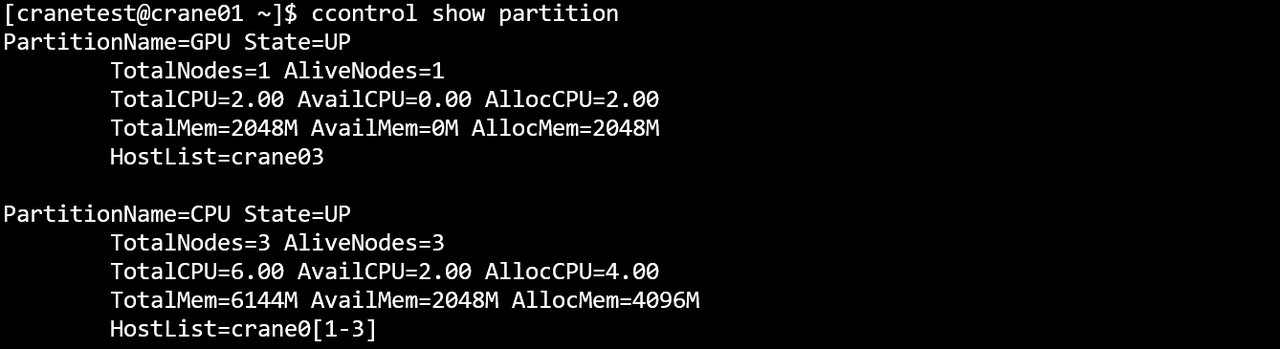 [cranetest@crane01 ~]$ ccontrol show partition
PartitionName=GPU State=UP
TotalNodes=1 AliveNodes=1
TotalCPU=2.00 AvailCPU=0.00 AllocCPU=2.00
TotalMem=2048M AvailMem=0M AllocMem=2048M
HostList=crane03
PartitionName=CPU State=UP
TotalNodes=3 AliveNodes=3
TotalCPU=6.00 AvailCPU=2.00 AllocCPU=4.00
TotalMem=6144M AvailMem=2048M AllocMem=4096M
HostList=crane0[1-3]